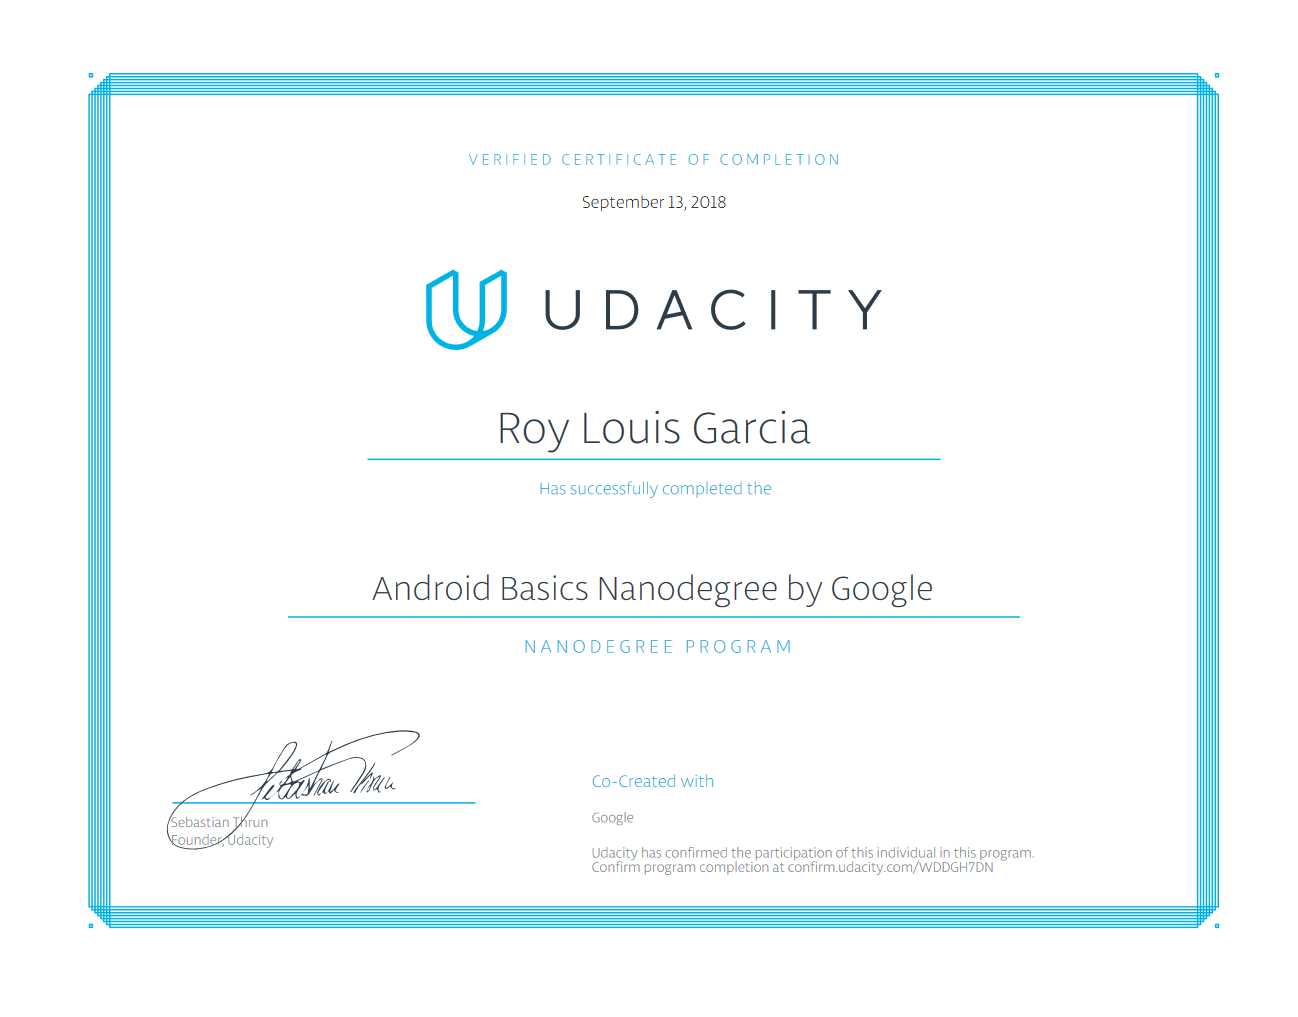 VERIFIED CERTIFICATE OF COMPLETION
September 13, 2018
UDACITY
Roy Louis Garcia
Has successfully completed the
Android Basics Nanodegree by Google
NANODEGREE PROGRAM
Sebastian Thrun
Sebastian Thrun
Founder, Udacity
Co-Created with
Google
Udacity has confirmed the participation of this individual in this program.
Confirm program completion at confirm.udacity.com/WDDGH7DN